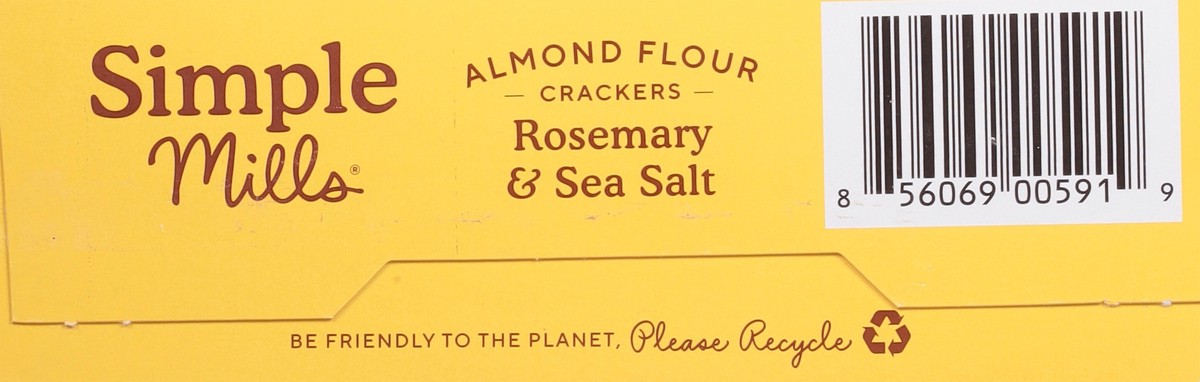 Simple
Mills®
ALMOND FLOUR
CRACKERS
Rosemary
& Sea Salt
8 56069 00591 9
BE FRIENDLY TO THE PLANET, Please Recycle